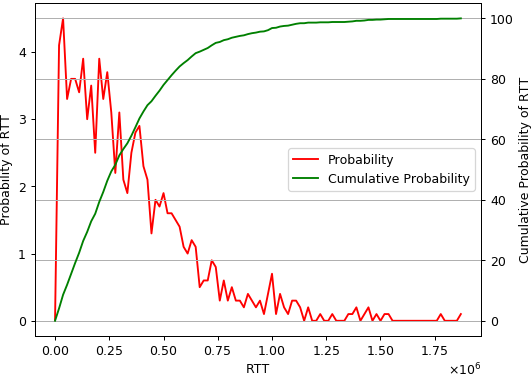 Probability of RTT
4
3
2
1
0
100
80
60
40
20
0
Cumulative Probability of RTT
Probability
Cumulative Probability
0.00 0.25 0.50 0.75 1.00 1.25 1.50 1.75
RTT
×10⁶